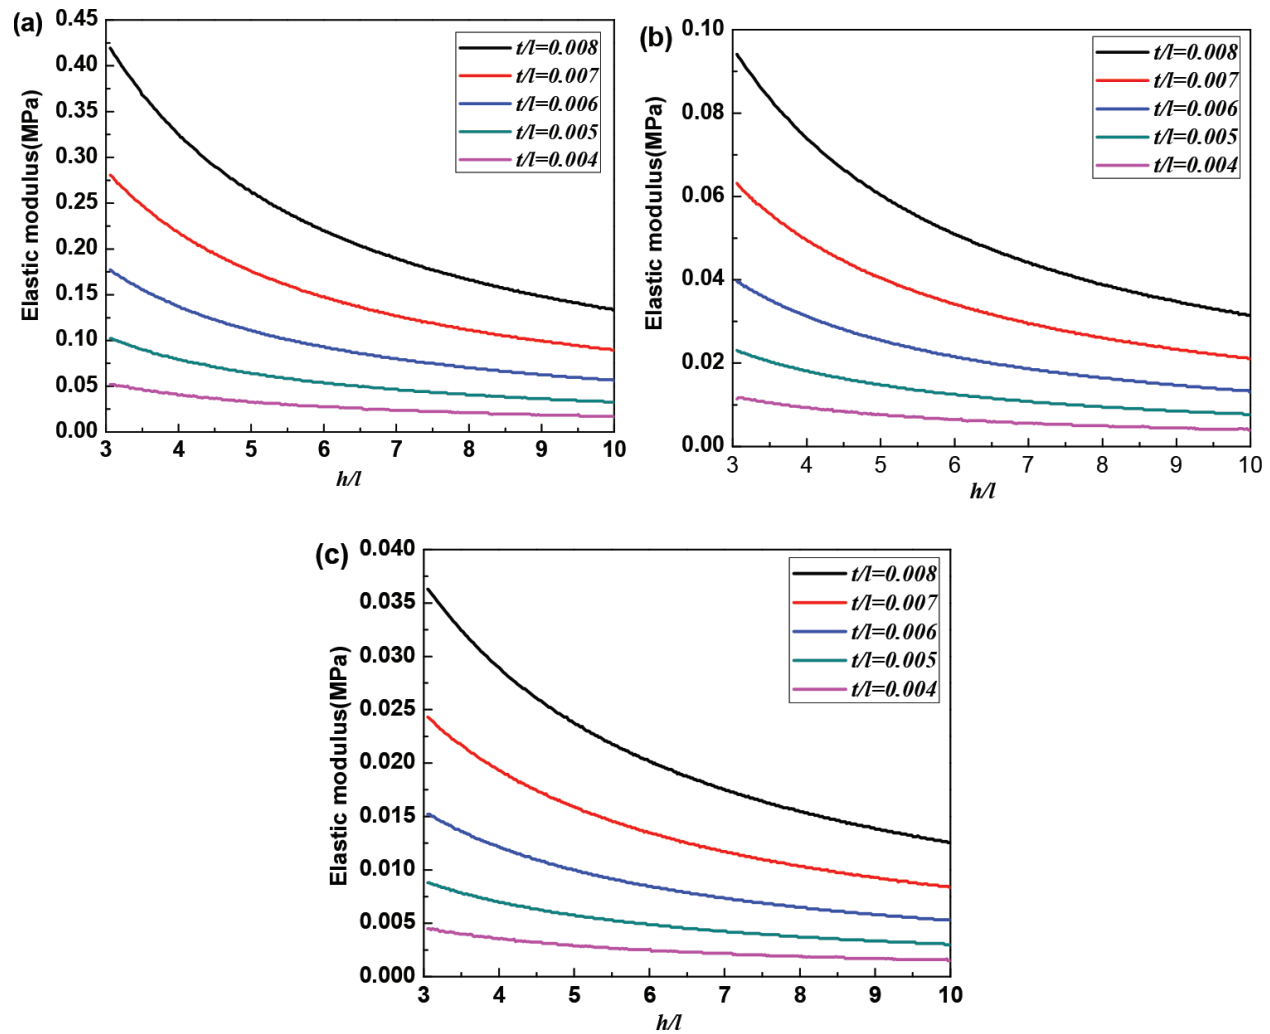 (a)
0.45
0.40
0.35
0.30
0.25
0.20
0.15
0.10
0.05
0.00
Elastic modulus(MPa)
t/l=0.008
t/l=0.007
t/l=0.006
t/l=0.005
t/l=0.004
3 4 5 6 7 8 9 10
h/l
(b)
0.10
0.08
0.06
0.04
0.02
0.00
Elastic modulus(MPa)
t/l=0.008
t/l=0.007
t/l=0.006
t/l=0.005
t/l=0.004
3 4 5 6 7 8 9 10
h/l
(c)
0.040
0.035
0.030
0.025
0.020
0.015
0.010
0.005
0.000
Elastic modulus(MPa)
t/l=0.008
t/l=0.007
t/l=0.006
t/l=0.005
t/l=0.004
3 4 5 6 7 8 9 10
h/l